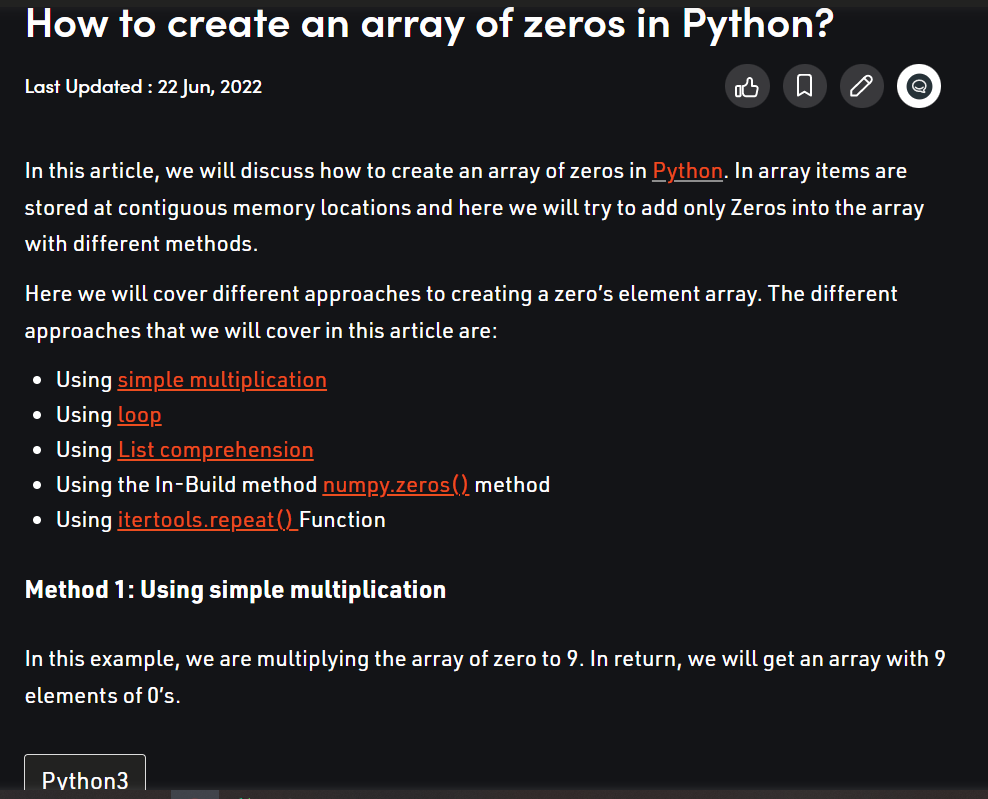 How to create an array of zeros in Python?
Last Updated : 22 Jun, 2022
In this article, we will discuss how to create an array of zeros in Python. In array items are
stored at contiguous memory locations and here we will try to add only Zeros into the array
with different methods.
Here we will cover different approaches to creating a zero’s element array. The different
approaches that we will cover in this article are:
Using simple multiplication
Using loop
Using List comprehension
Using the In-Build method numpy.zeros() method
Using itertools.repeat() Function
Method 1: Using simple multiplication
In this example, we are multiplying the array of zero to 9. In return, we will get an array with 9
elements of 0’s.
Python3